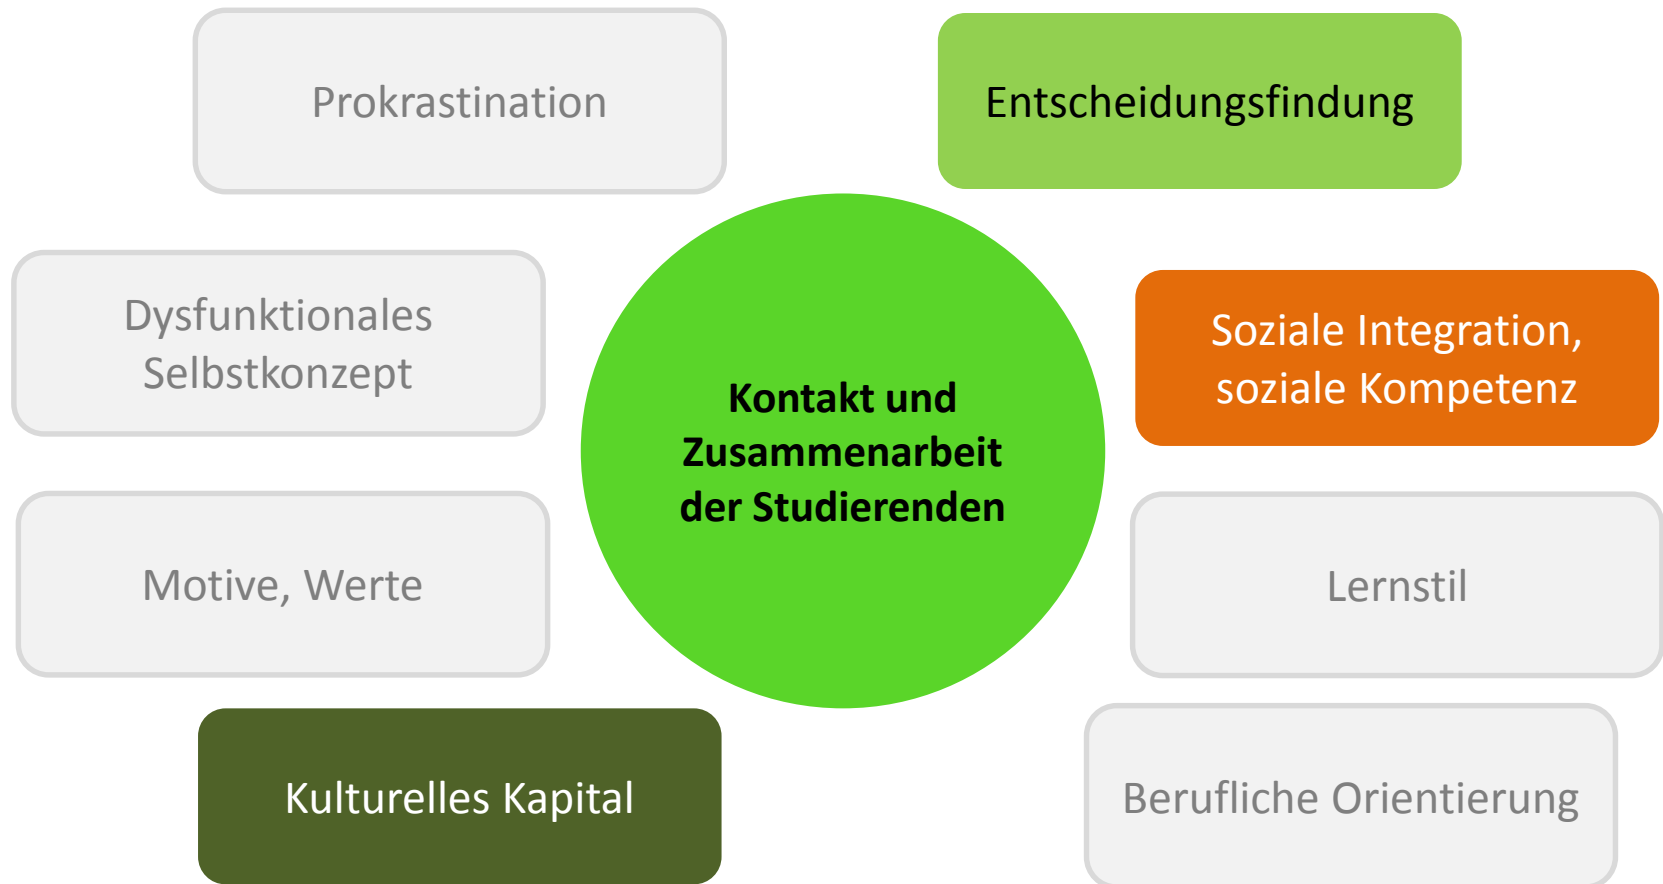 Prokrastination
Entscheidungsfindung
Dysfunktionales
Selbstkonzept
Kontakt und
Zusammenarbeit
der Studierenden
Soziale Integration,
soziale Kompetenz
Motive, Werte
Lernstil
Kulturelles Kapital
Berufliche Orientierung